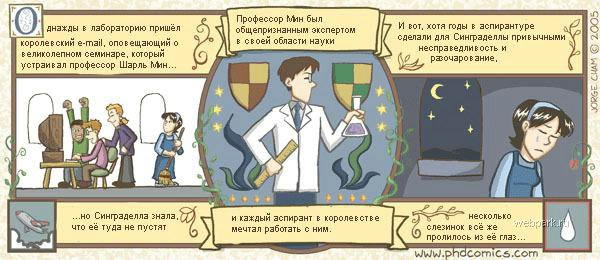 Однажды в лабораторию пришёл
королевский e-mail, оповещающий о
великолепном семинаре, который
устраивал профессор Шарль Мин...
Профессор Мин был
общепризнанным экспертом
в своей области науки
И вот, хотя годы в аспирантуре
сделали для Синграделлы привычными
несправедливость и
разочарование,
JORGE CHAM © 2005
...но Синграделла знала,
что её туда не пустят
и каждый аспирант в королевстве
мечтал работать с ним.
несколько
слезинок всё же
пролилось из её глаз...
webpark.ru
www.phdcomics.com